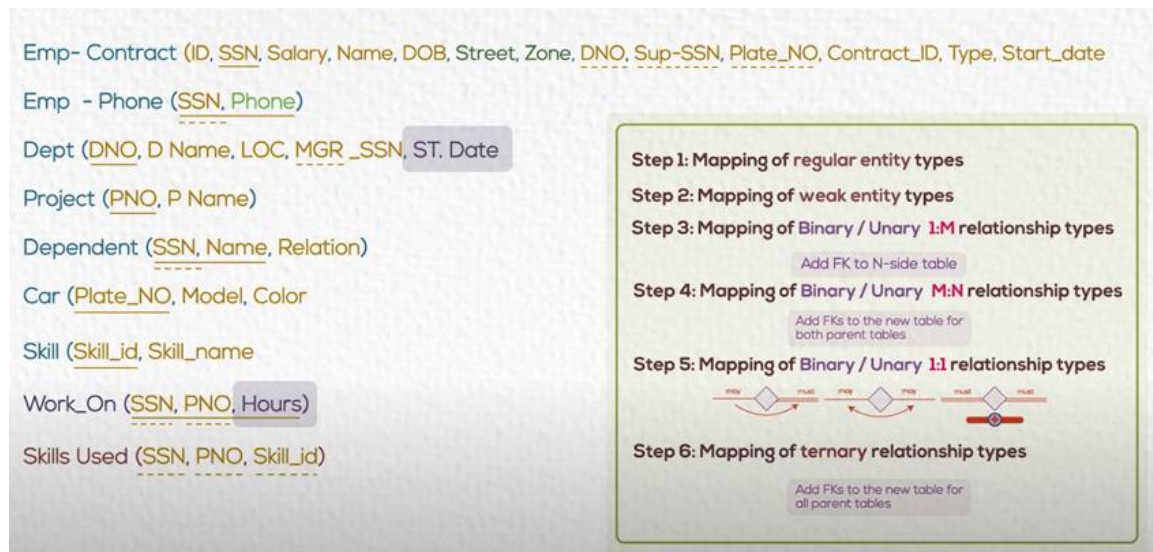 Emp- Contract (ID, SSN, Salary, Name, DOB, Street, Zone, DNO, Sup-SSN, Plate_NO, Contract_ID, Type, Start_date
Emp - Phone (SSN, Phone)
Dept (DNO, D Name, LOC, MGR _SSN, ST. Date
Project (PNO, P Name)
Dependent (SSN, Name, Relation)
Car (Plate_NO, Model, Color
Skill (Skill_id, Skill_name
Work_On (SSN, PNO, Hours)
Skills Used (SSN, PNO, Skill_id)
Step 1: Mapping of regular entity types
Step 2: Mapping of weak entity types
Step 3: Mapping of Binary / Unary 1:M relationship types
Add FK to N-side table
Step 4: Mapping of Binary / Unary M:N relationship types
Add FKs to the new table for
both parent tables
Step 5: Mapping of Binary / Unary 1:1 relationship types
may must may may must must
Step 6: Mapping of ternary relationship types
Add FKs to the new table for
all parent tables